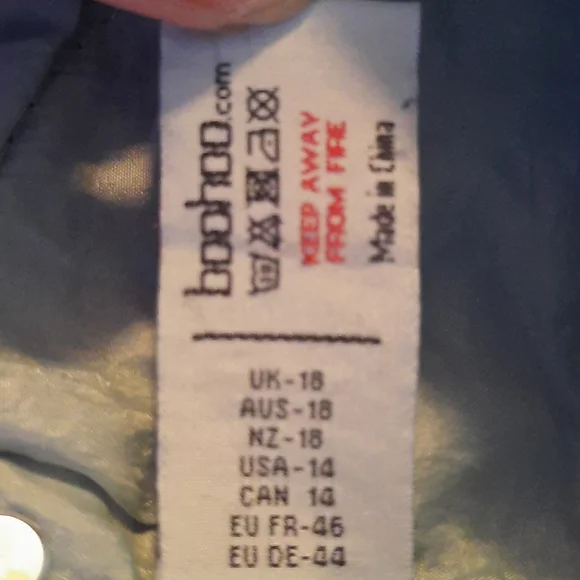 boohoo.com
KEEP AWAY
FROM FIRE
Made in China
UK-18
AUS-18
NZ-18
USA-14
CAN 14
EU FR-46
EU DE-44